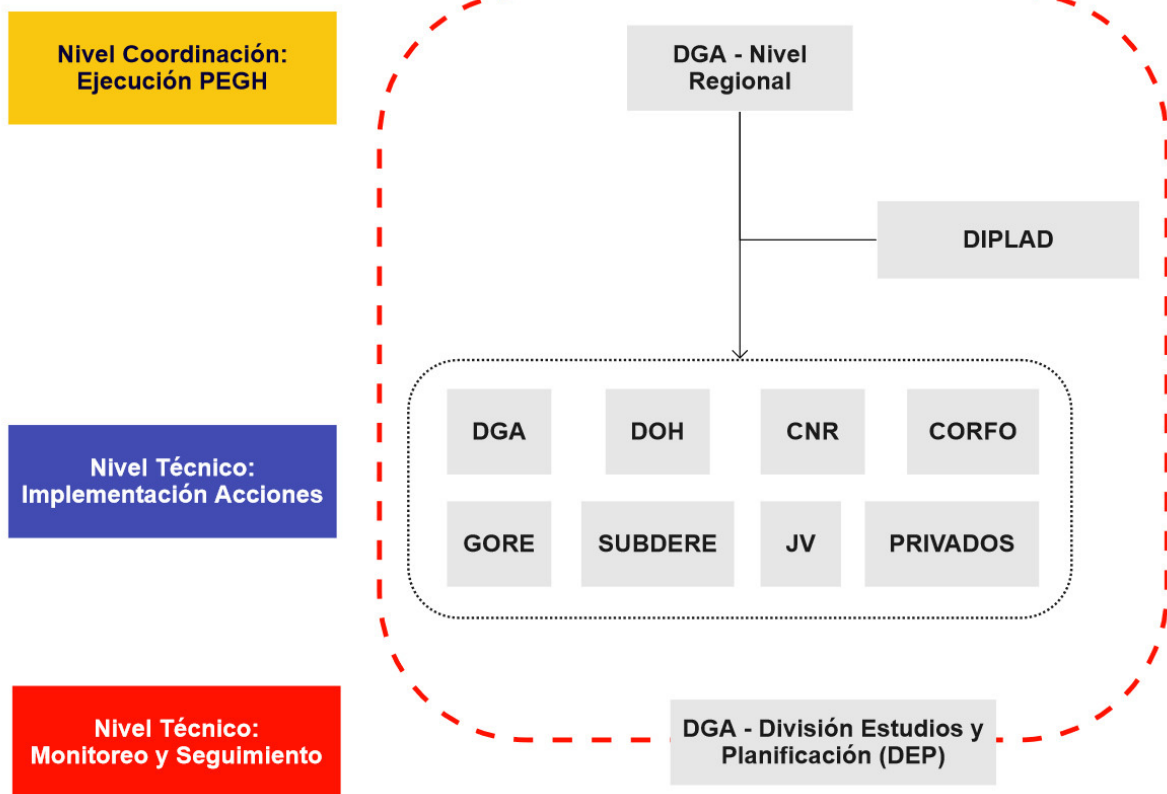 Nivel Coordinación:
Ejecución PEGH
DGA - Nivel
Regional
DIPLAD
DGA
DOH
CNR
CORFO
Nivel Técnico:
Implementación Acciones
GORE
SUBDERE
JV
PRIVADOS
Nivel Técnico:
Monitoreo y Seguimiento
DGA - División Estudios y
Planificación (DEP)